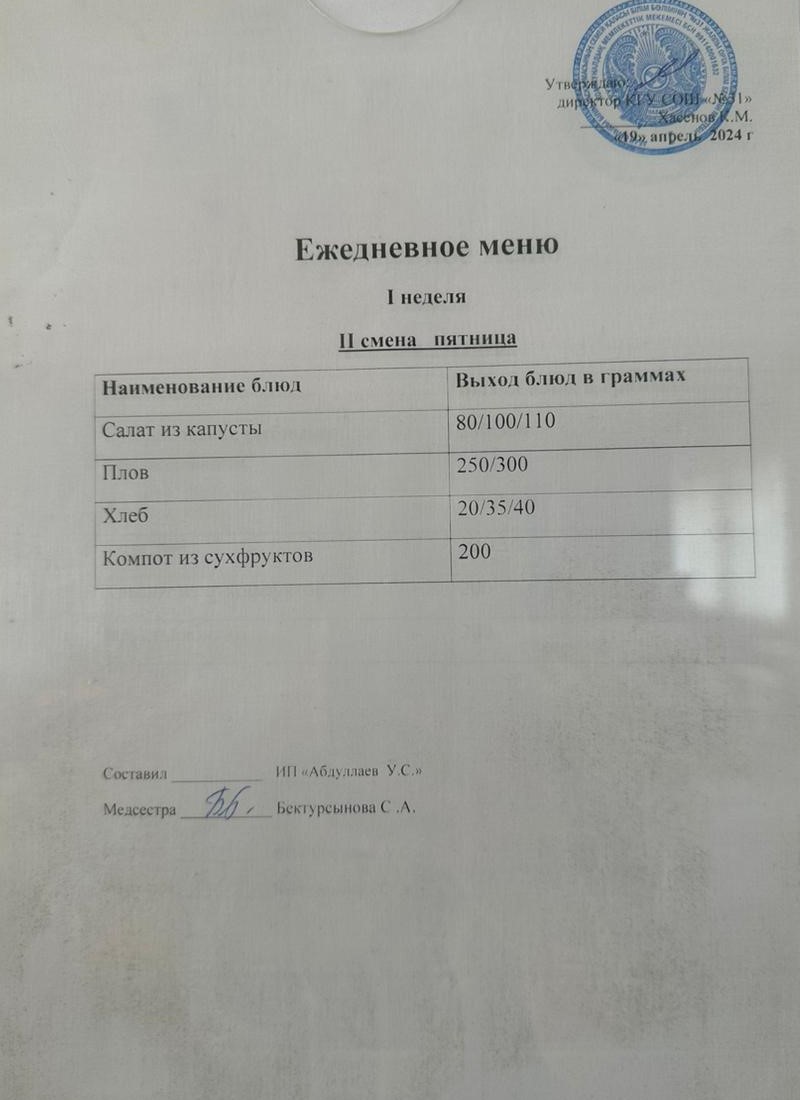 Утверждаю:
директор КГУ СОШ «№31»
Хасенов К.М.
«19» апрель 2024 г
Ежедневное меню
I неделя
II смена пятница
Наименование блюд Выход блюд в граммах
Салат из капусты 80/100/110
Плов 250/300
Хлеб 20/35/40
Компот из сухфруктов 200
Составил ИП «Абдуллаев У.С.»
Медсестра Бектурсынова С .А.